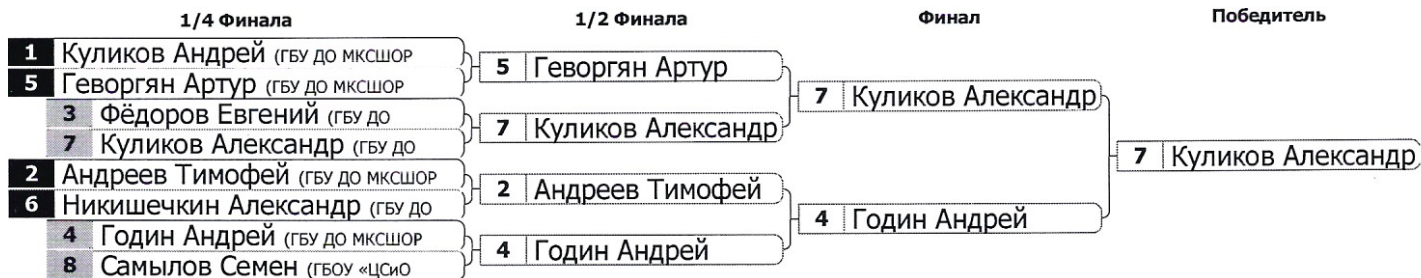 1/4 Финала 1/2 Финала Финал Победитель
1 Куликов Андрей (ГБУ ДО МКСШОР
5 Геворгян Артур (ГБУ ДО МКСШОР
3 Фёдоров Евгений (ГБУ ДО
7 Куликов Александр (ГБУ ДО
2 Андреев Тимофей (ГБУ ДО МКСШОР
6 Никишечкин Александр (ГБУ ДО
4 Годин Андрей (ГБУ ДО МКСШОР
8 Самылов Семен (ГБОУ «ЦСиО
5 Геворгян Артур
7 Куликов Александр
2 Андреев Тимофей
4 Годин Андрей
7 Куликов Александр
4 Годин Андрей
7 Куликов Александр